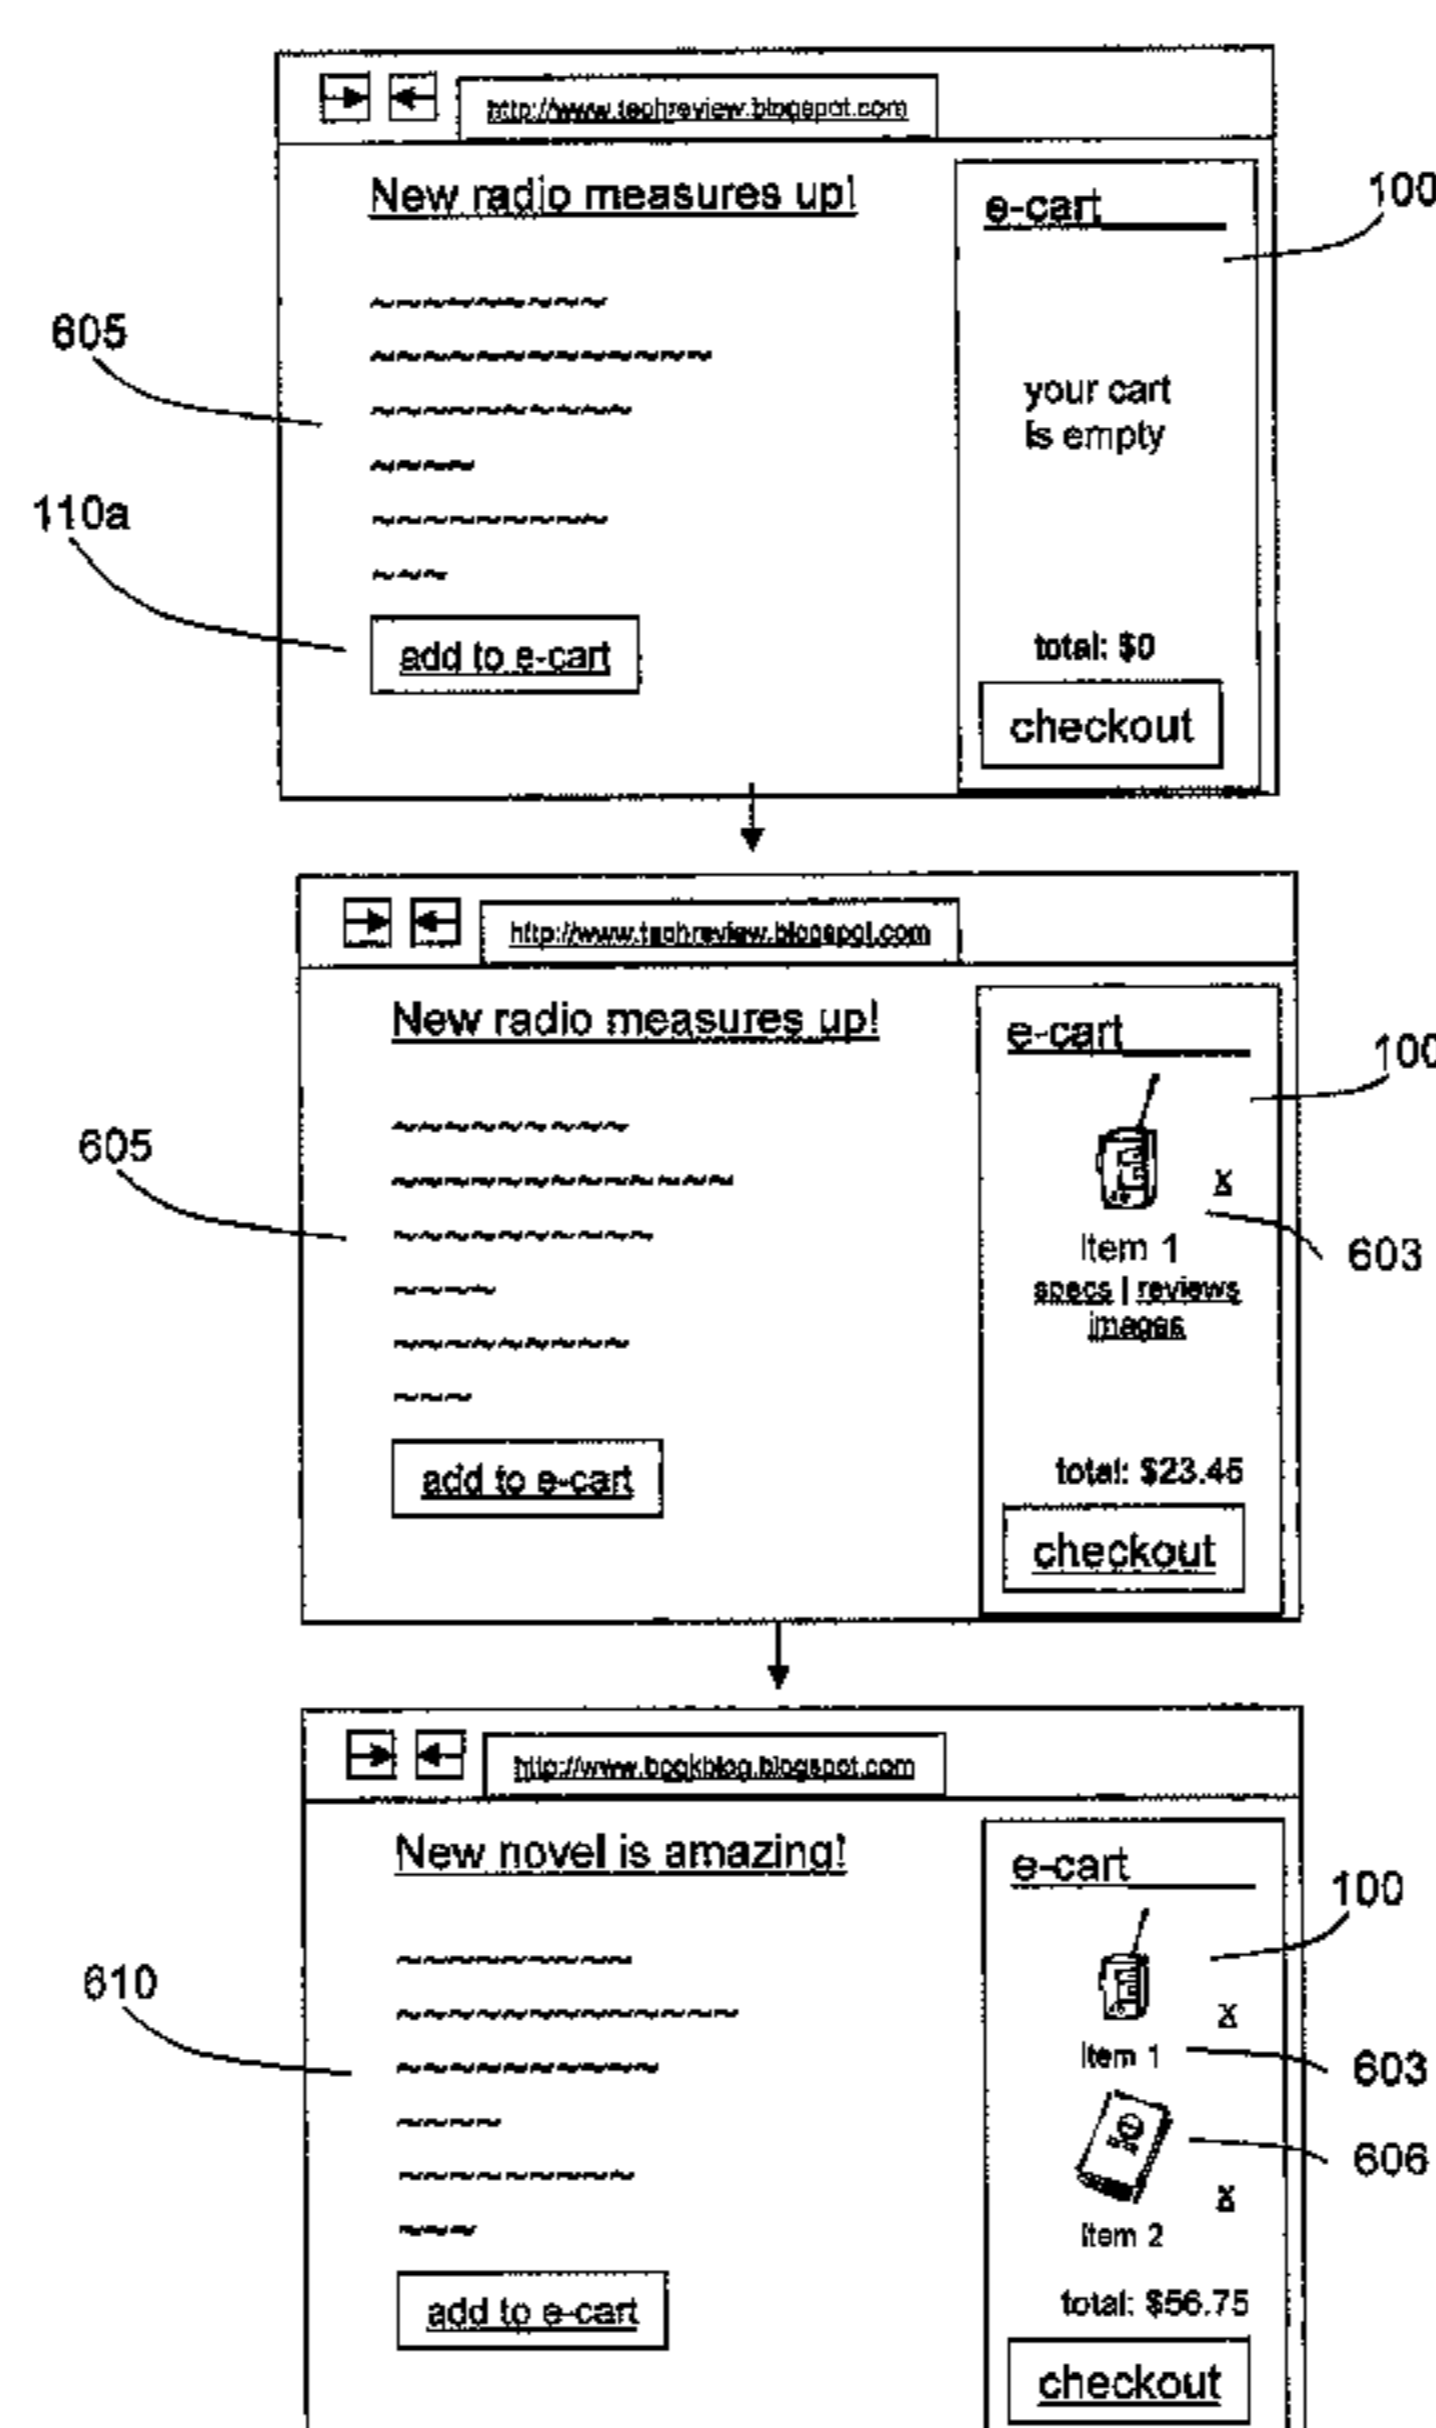 http://www.techreview.blogspot.com
New radio measures up!
e-cart
100
605
your cart
is empty
110a
add to e-cart
total: $0
checkout
http://www.techreview.blogspot.com
New radio measures up!
e-cart
100
605
x
Item 1
603
specs | reviews
images
total: $23.45
add to e-cart
checkout
http://www.bookblog.blogspot.com
New novel is amazing!
e-cart
100
610
x
Item 1
603
606
x
Item 2
total: $56.75
add to e-cart
checkout